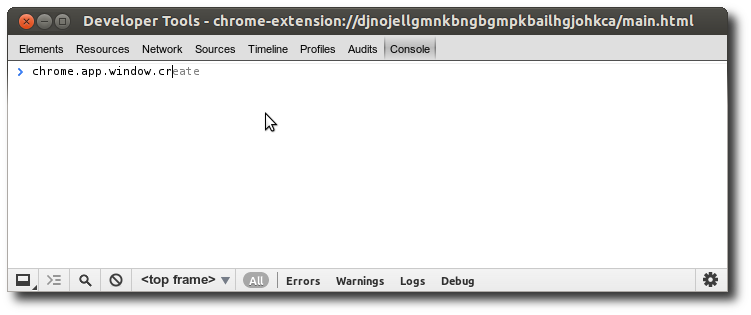 Developer Tools - chrome-extension://djnojellgmnkbngbgmpkbailhgjohkca/main.html
Elements Resources Network Sources Timeline Profiles Audits Console
chrome.app.window.create
<top frame> All Errors Warnings Logs Debug